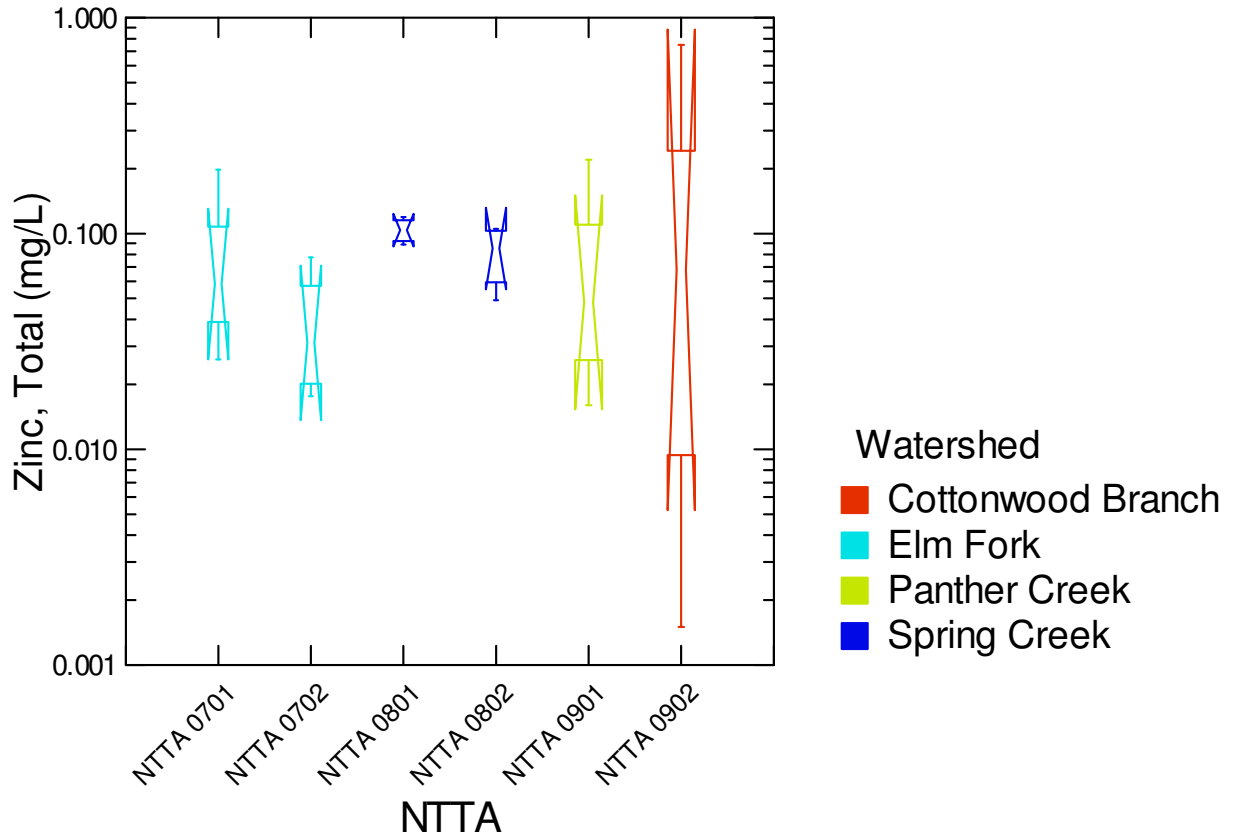 1.000
0.100
0.010
0.001
Zinc, Total (mg/L)
NTTA 0701
NTTA 0702
NTTA 0801
NTTA 0802
NTTA 0901
NTTA 0902
NTTA
Watershed
Cottonwood Branch
Elm Fork
Panther Creek
Spring Creek